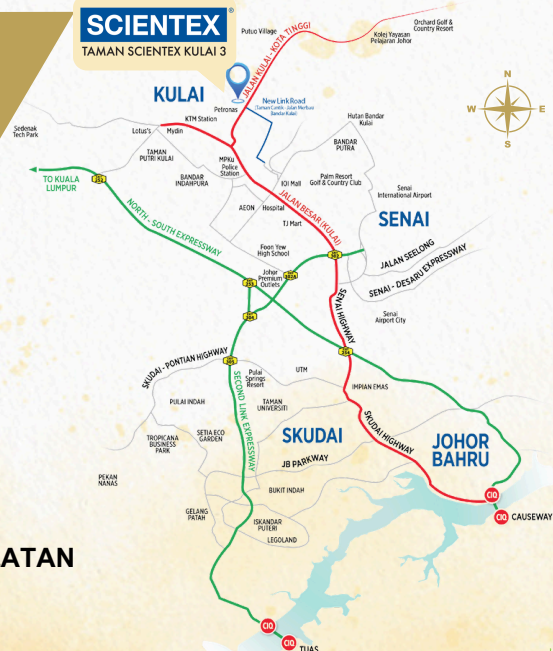 SCIENTEX®
TAMAN SCIENTEX KULAI 3
Putuo Village
JALAN KULAI - KOTA TINGGI
Orchard Golf &
Country Resort
Kolej Yayasan
Pelajaran Johor
N
W
E
S
KULAI
Petronas
New Link Road
Hutan Bandar
Kulai
Sedenak
Tech Park
KTM Station
Lotus's
Mydin
TAMAN
PUTRI KULAI
MPKu
Police
Station
BANDAR
PUTRA
TO KUALA
LUMPUR
BANDAR
INDAHPURA
IOI Mall
Palm Resort
Golf & Country Club
Senai
International Airport
AEON
Hospital
JALAN BESAR (KULAI)
TJ Mart
SENAI
NORTH - SOUTH EXPRESSWAY
Foon Yew
High School
JALAN SEELONG
SENAI - DESARU EXPRESSWAY
Johor
Premium
Outlets
SENAI HIGHWAY
Senai
Airport City
SKUDAI - PONTIAN HIGHWAY
Pulai
Springs
Resort
UTM
IMPIAN EMAS
PULAI INDAH
TAMAN
UNIVERSITI
SECOND LINK EXPRESSWAY
SKUDAI HIGHWAY
TROPICANA
BUSINESS
PARK
SETIA ECO
GARDEN
SKUDAI
JOHOR
BAHRU
JB PARKWAY
PEKAN
NANAS
BUKIT INDAH
CIQ
CIQ
CAUSEWAY
GELANG
PATAH
ISKANDAR
PUTERI
LEGOLAND
ATAN
CIQ
CIQ
TUAS